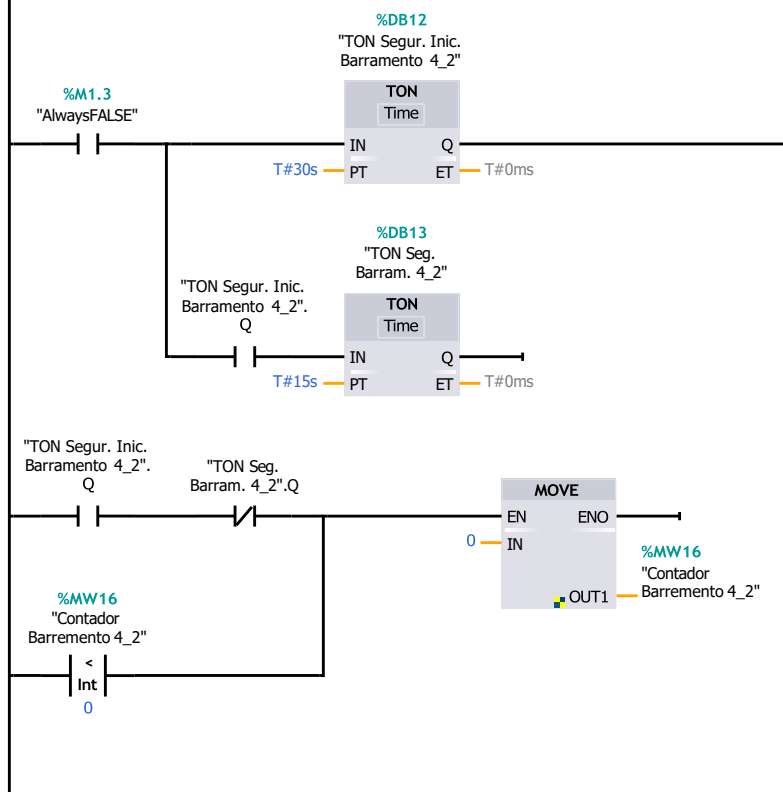 %DB12
"TON Segur. Inic.
Barramento 4_2"
%M1.3
"AlwaysFALSE"
TON
Time
IN
Q
T#30s
PT
ET
T#0ms
%DB13
"TON Seg.
Barram. 4_2"
"TON Segur. Inic.
Barramento 4_2".
Q
TON
Time
IN
Q
T#15s
PT
ET
T#0ms
"TON Segur. Inic.
Barramento 4_2".
Q
"TON Seg.
Barram. 4_2".Q
MOVE
EN
ENO
0
IN
%MW16
"Contador
Barremento 4_2"
OUT1
%MW16
"Contador
Barremento 4_2"
<
Int
0